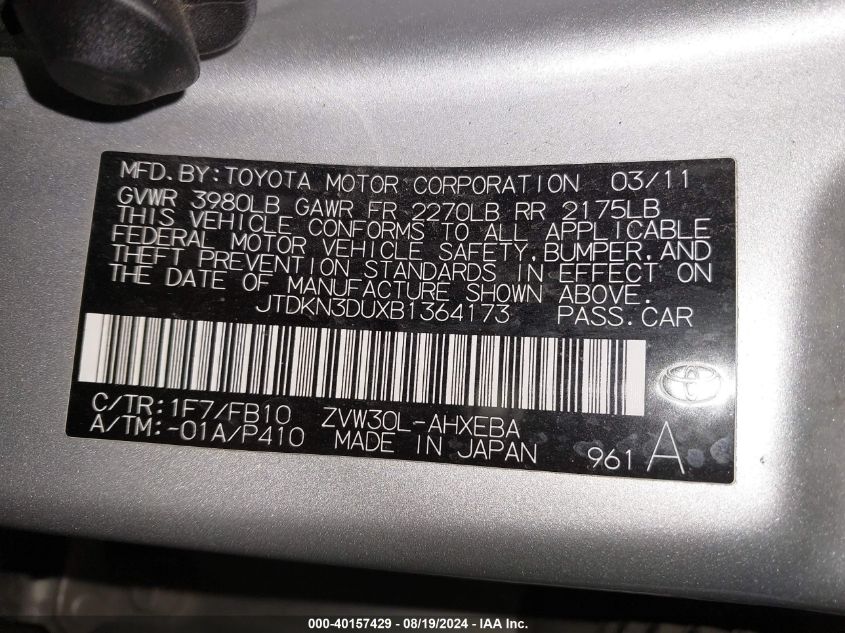 MFD.BY:TOYOTA MOTOR CORPORATION 03/11
GVWR 3980LB GAWR FR 2270LB RR 2175LB
THIS VEHICLE CONFORMS TO ALL APPLICABLE
FEDERAL MOTOR VEHICLE SAFETY,BUMPER,AND
THEFT PREVENTION STANDARDS IN EFFECT ON
THE DATE OF MANUFACTURE SHOWN ABOVE.
JTDKN3DUXB1364173 PASS.CAR
C/TR:1F7/FB10 ZVW30L-AHXEBA
A/TM:-01A/P410 MADE IN JAPAN 961 A
000-40157429 - 08/19/2024 - IAA Inc.